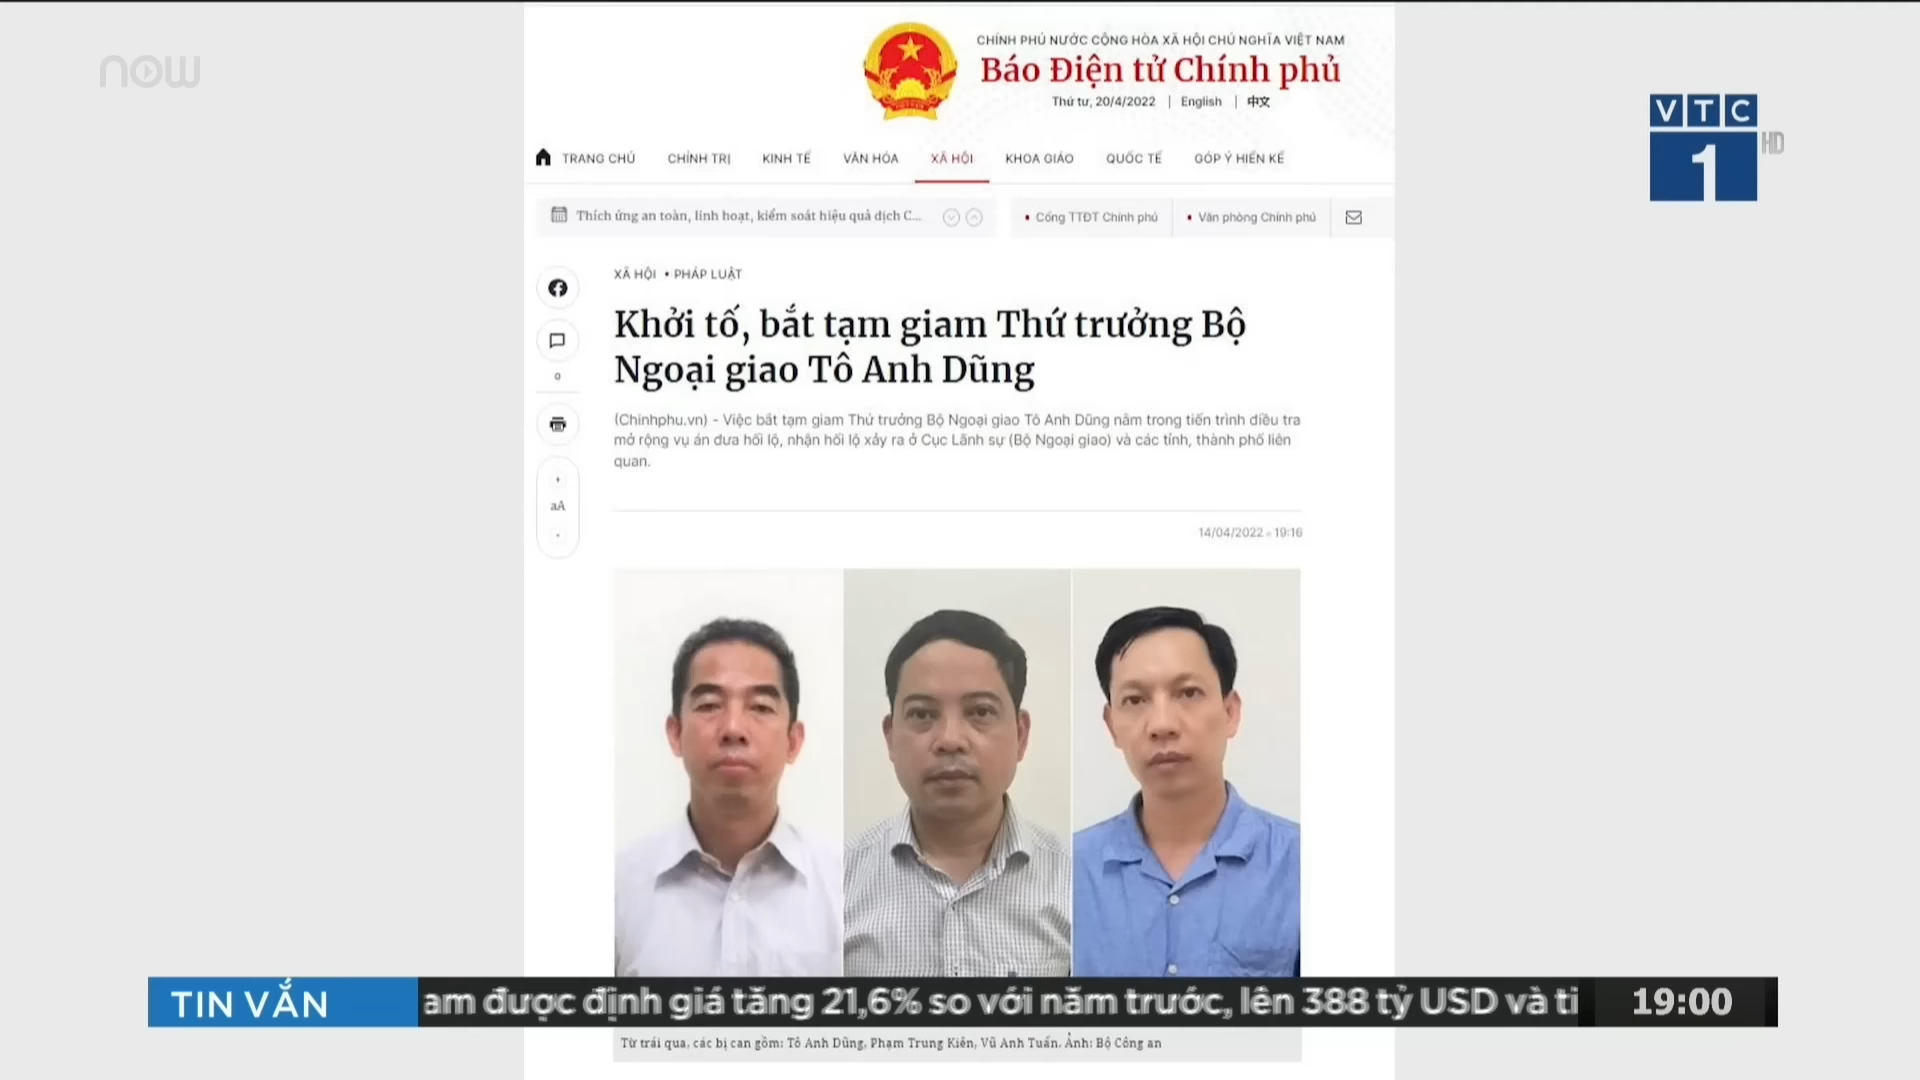 now
VTC
1
HD
CHÍNH PHỦ NƯỚC CỘNG HÒA XÃ HỘI CHỦ NGHĨA VIỆT NAM
Báo Điện tử Chính phủ
Thứ tư, 20/4/2022 | English | 中文
TRANG CHỦ CHÍNH TRỊ KINH TẾ VĂN HÓA XÃ HỘI KHOA GIÁO QUỐC TẾ GÓP Ý HIẾN KẾ
Thích ứng an toàn, linh hoạt, kiểm soát hiệu quả dịch C... • Cổng TTĐT Chính phủ • Văn phòng Chính phủ
XÃ HỘI • PHÁP LUẬT
Khởi tố, bắt tạm giam Thứ trưởng Bộ
Ngoại giao Tô Anh Dũng
(Chinhphu.vn) - Việc bắt tạm giam Thứ trưởng Bộ Ngoại giao Tô Anh Dũng nằm trong tiến trình điều tra
mở rộng vụ án đưa hối lộ, nhận hối lộ xảy ra ở Cục Lãnh sự (Bộ Ngoại giao) và các tỉnh, thành phố liên
quan.
0
+
aA
-
14/04/2022 - 19:16
TIN VẮN am được định giá tăng 21,6% so với năm trước, lên 388 tỷ USD và ti 19:00
Từ trái qua, các bị can gồm: Tô Anh Dũng, Phạm Trung Kiên, Vũ Anh Tuấn. Ảnh: Bộ Công an